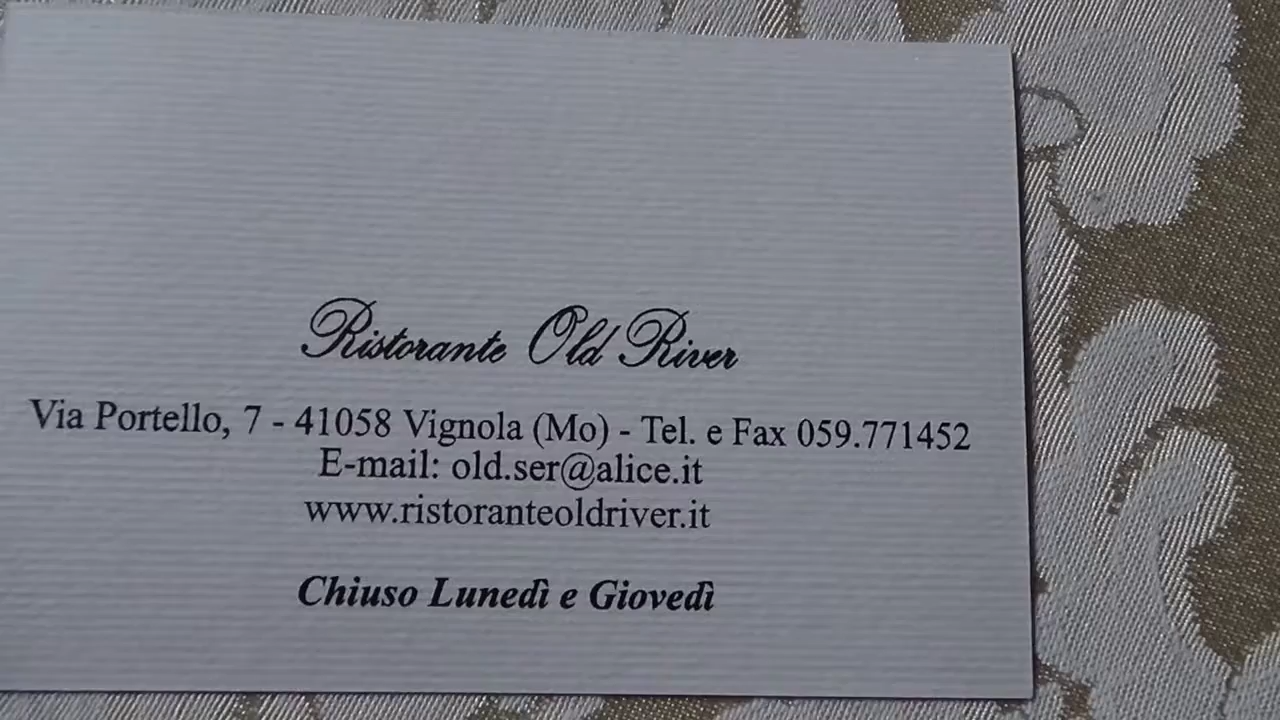 Ristorante Old River
Via Portello, 7 - 41058 Vignola (Mo) - Tel. e Fax 059.771452
E-mail: old.ser@alice.it
www.ristoranteoldriver.it
Chiuso Lunedì e Giovedì